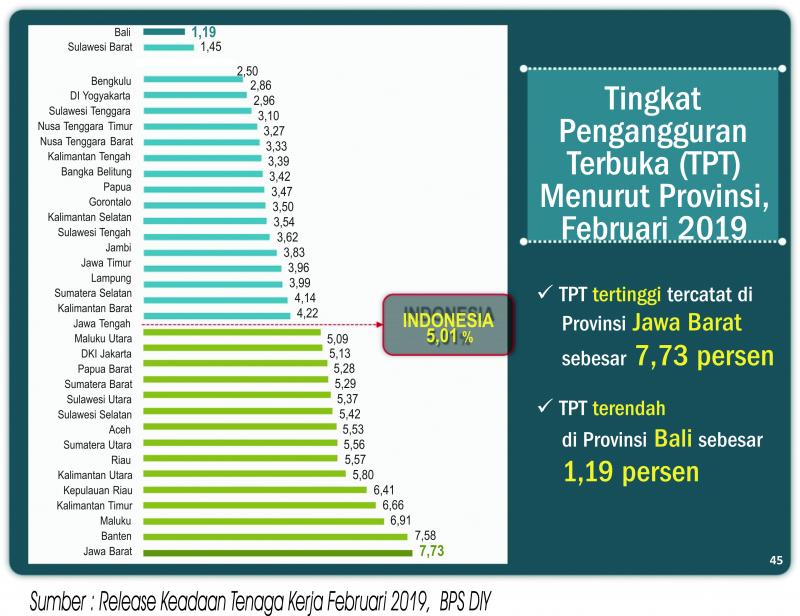 Bali 1,19
Sulawesi Barat 1,45
Bengkulu 2,50
DI Yogyakarta 2,86
Sulawesi Tenggara 2,96
Nusa Tenggara Timur 3,10
Nusa Tenggara Barat 3,27
Kalimantan Tengah 3,33
Bangka Belitung 3,39
Papua 3,42
Gorontalo 3,47
Kalimantan Selatan 3,50
Sulawesi Tengah 3,54
Jambi 3,62
Jawa Timur 3,83
Lampung 3,96
Sumatera Selatan 3,99
Kalimantan Barat 4,14
Jawa Tengah 4,22
INDONESIA
5,01 %
Maluku Utara 5,09
DKI Jakarta 5,13
Papua Barat 5,28
Sumatera Barat 5,29
Sulawesi Utara 5,37
Sulawesi Selatan 5,42
Aceh 5,53
Sumatera Utara 5,56
Riau 5,57
Kalimantan Utara 5,80
Kepulauan Riau 6,41
Kalimantan Timur 6,66
Maluku 6,91
Banten 7,58
Jawa Barat 7,73
Tingkat
Pengangguran
Terbuka (TPT)
Menurut Provinsi,
Februari 2019
✓ TPT tertinggi tercatat di
Provinsi Jawa Barat
sebesar 7,73 persen
✓ TPT terendah
di Provinsi Bali sebesar
1,19 persen
45
Sumber : Release Keadaan Tenaga Kerja Februari 2019, BPS DIY